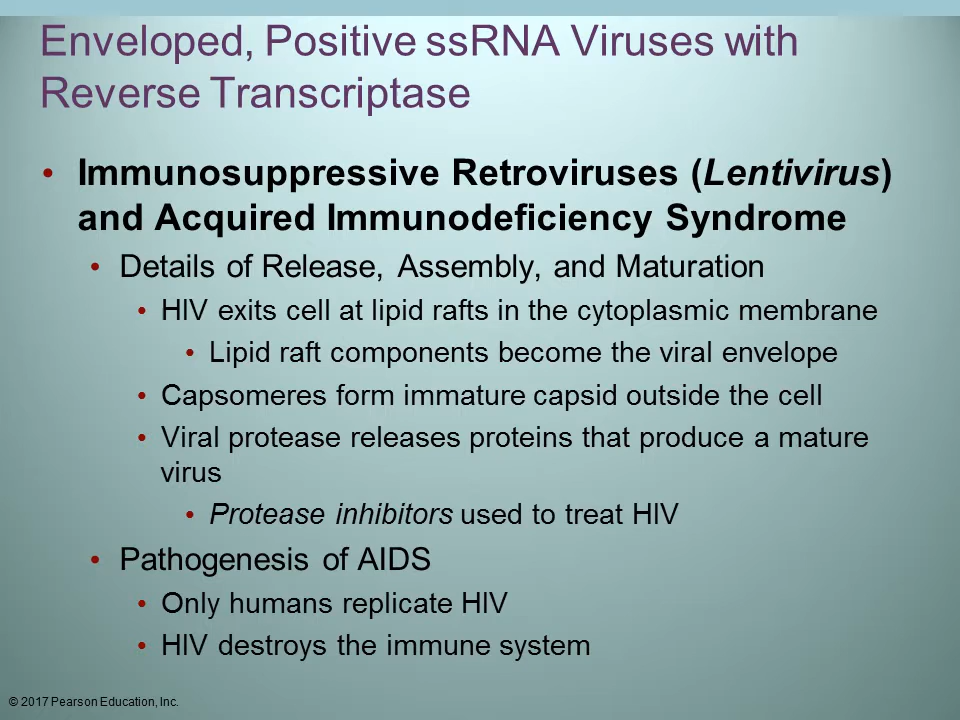 Enveloped, Positive ssRNA Viruses with
Reverse Transcriptase
• Immunosuppressive Retroviruses (Lentivirus)
and Acquired Immunodeficiency Syndrome
• Details of Release, Assembly, and Maturation
• HIV exits cell at lipid rafts in the cytoplasmic membrane
• Lipid raft components become the viral envelope
• Capsomeres form immature capsid outside the cell
• Viral protease releases proteins that produce a mature
virus
• Protease inhibitors used to treat HIV
• Pathogenesis of AIDS
• Only humans replicate HIV
• HIV destroys the immune system
© 2017 Pearson Education, Inc.